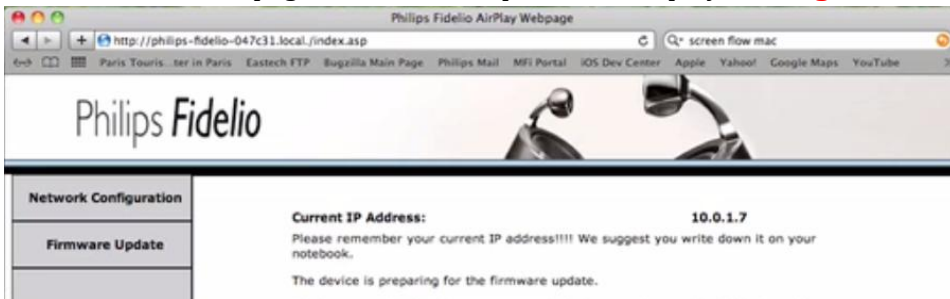 Philips Fidelio AirPlay Webpage
http://philips-fidelio-047c31.local./index.asp
screen flow mac
Paris Touris...ter in Paris Eastech FTP Bugzilla Main Page Philips Mail MFi Portal iOS Dev Center Apple Yahoo! Google Maps YouTube
Philips Fidelio
Network Configuration
Firmware Update
Current IP Address: 10.0.1.7
Please remember your current IP address!!!! We suggest you write down it on your
notebook.
The device is preparing for the firmware update.